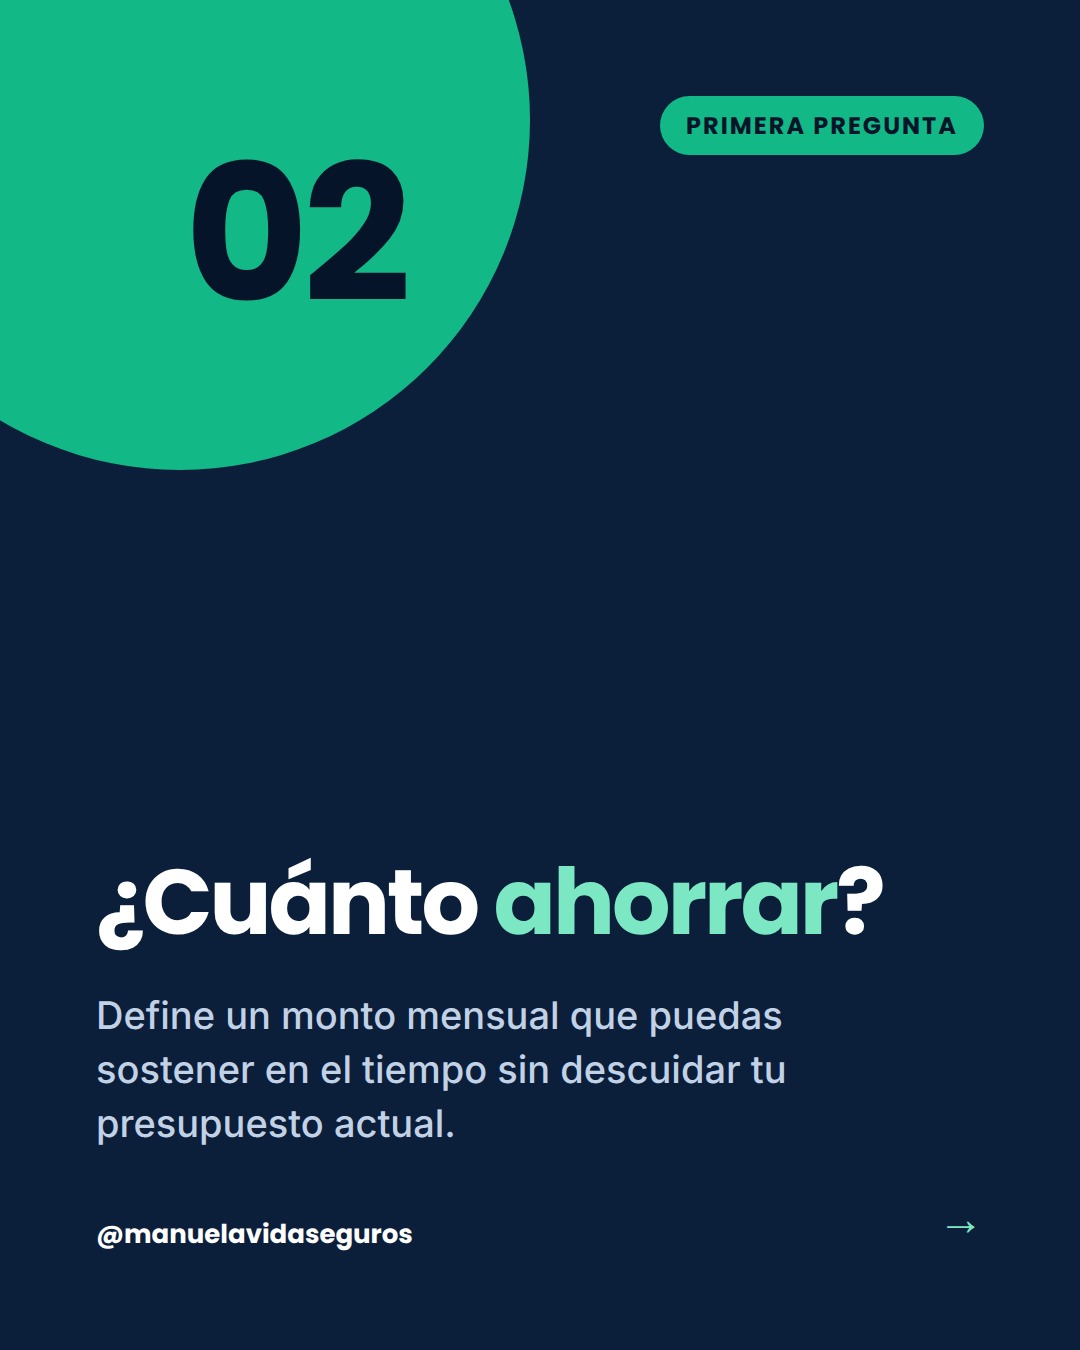 02
PRIMERA PREGUNTA
¿Cuánto ahorrar?
Define un monto mensual que puedas
sostener en el tiempo sin descuidar tu
presupuesto actual.
@manuelavidaseguros
→